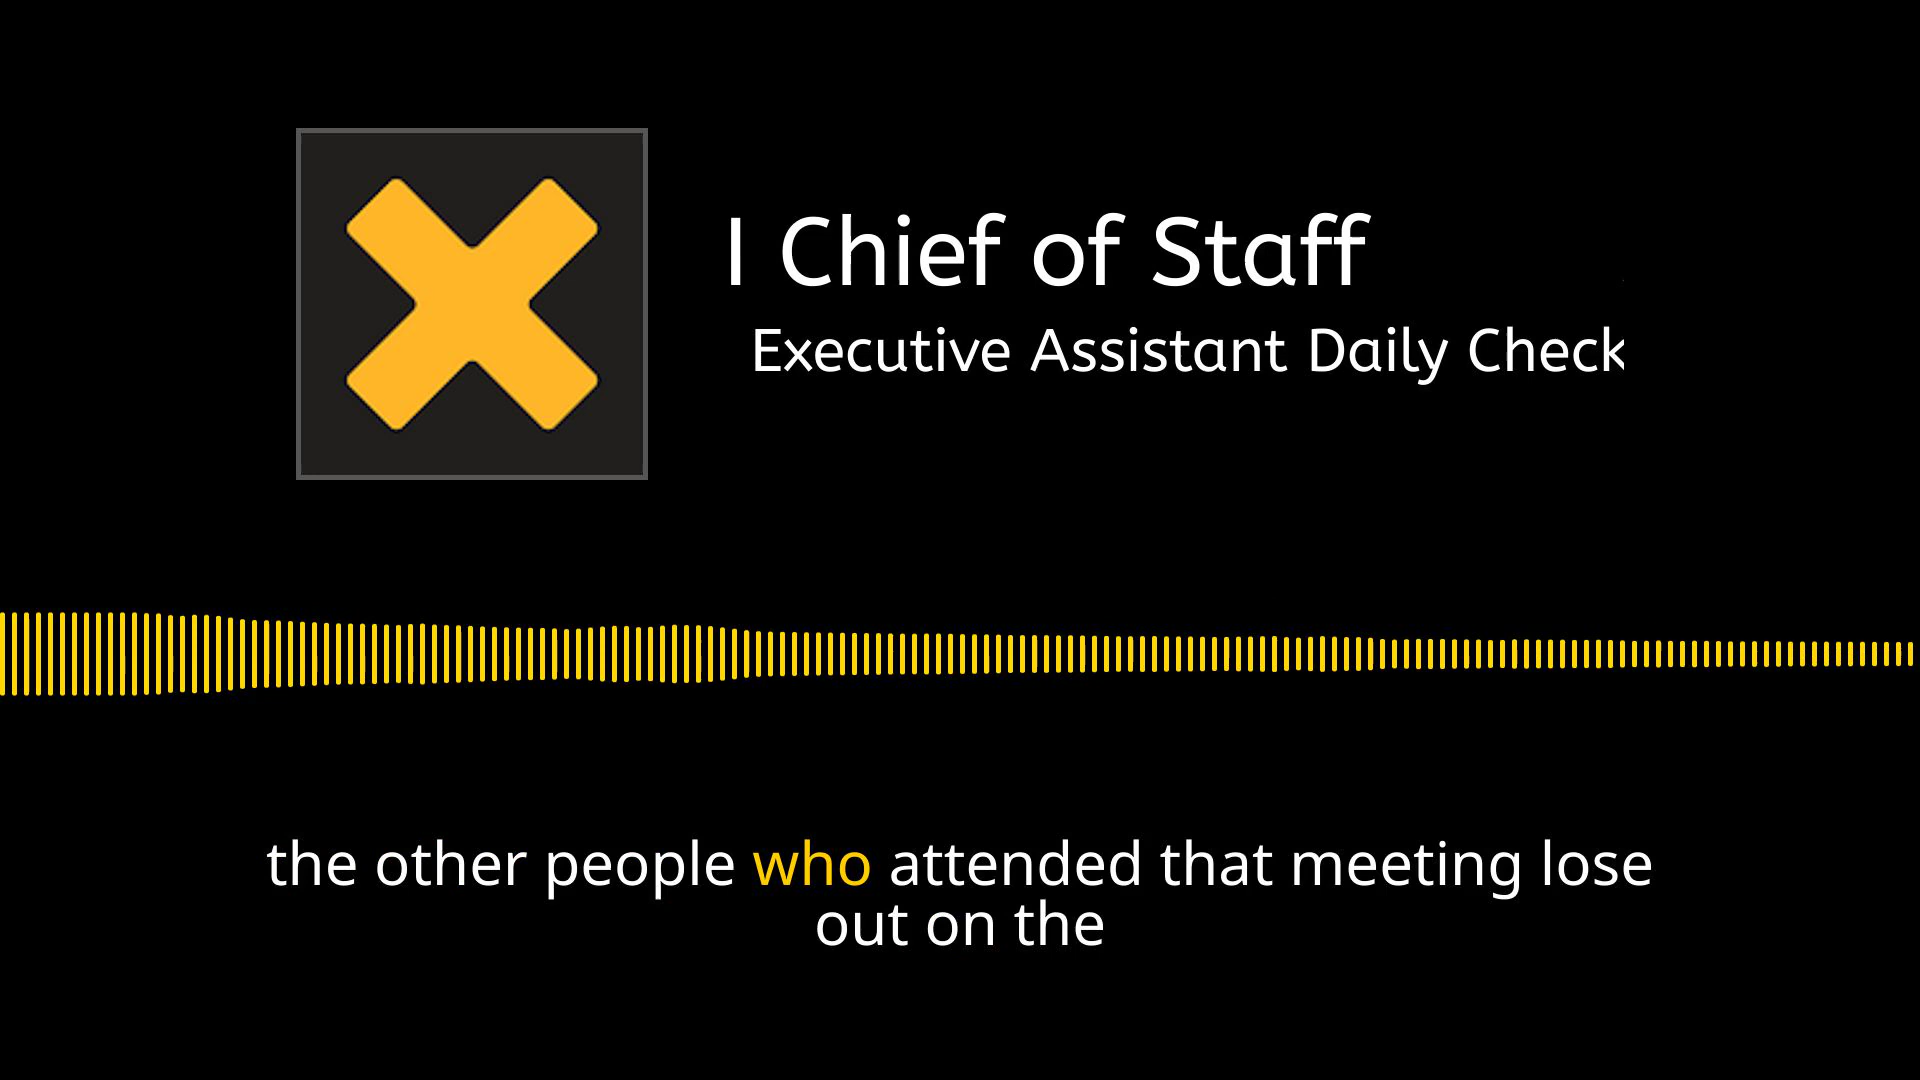 I Chief of Staff
Executive Assistant Daily Check
the other people who attended that meeting lose
out on the